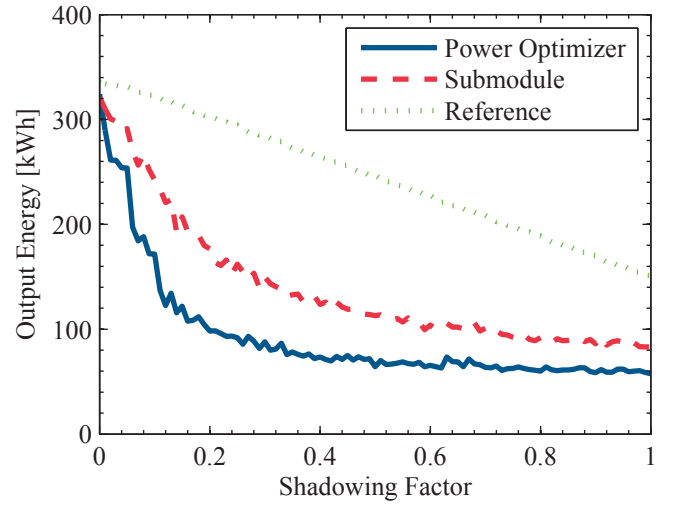 400
300
200
100
0
Output Energy [kWh]
Power Optimizer
Submodule
Reference
0 0.2 0.4 0.6 0.8 1
Shadowing Factor